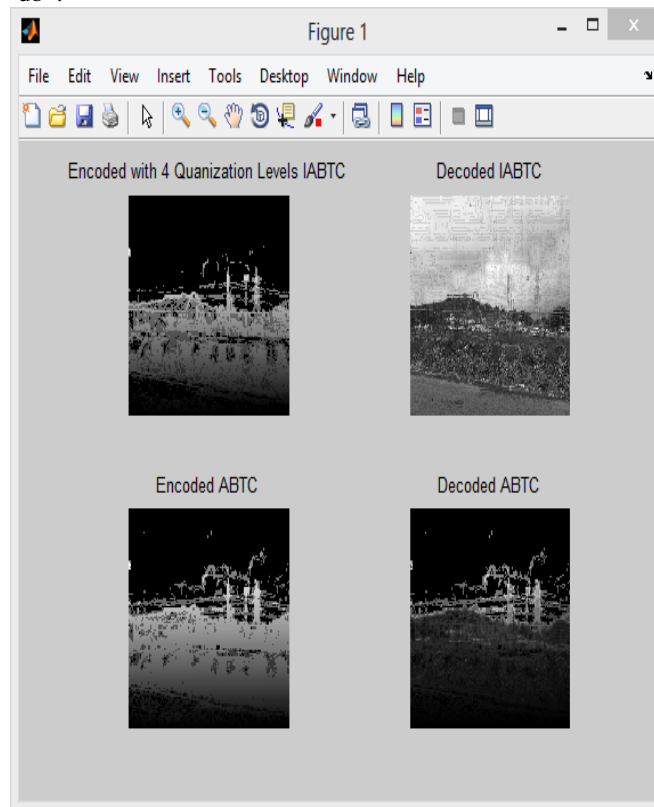 Figure 1
File Edit View Insert Tools Desktop Window Help
Encoded with 4 Quanization Levels IABTC Decoded IABTC
Encoded ABTC Decoded ABTC